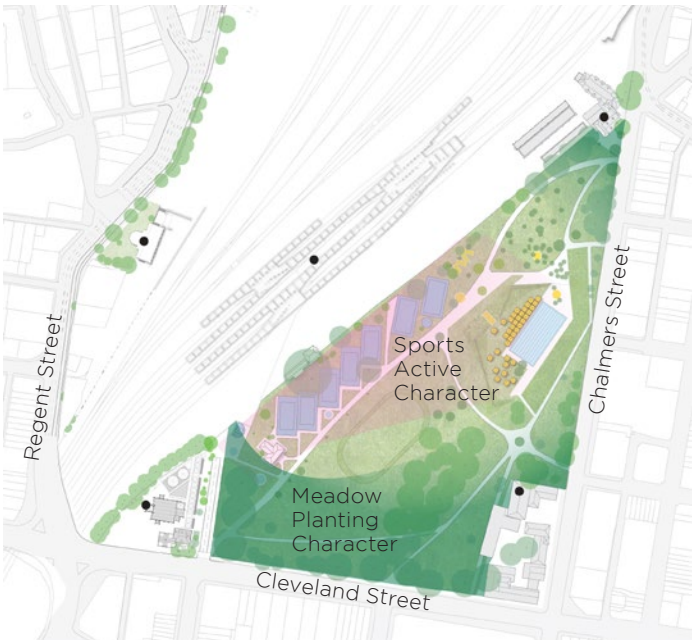 Sports
Active
Character
Chalmers Street
Regent Street
Meadow
Planting
Character
Cleveland Street